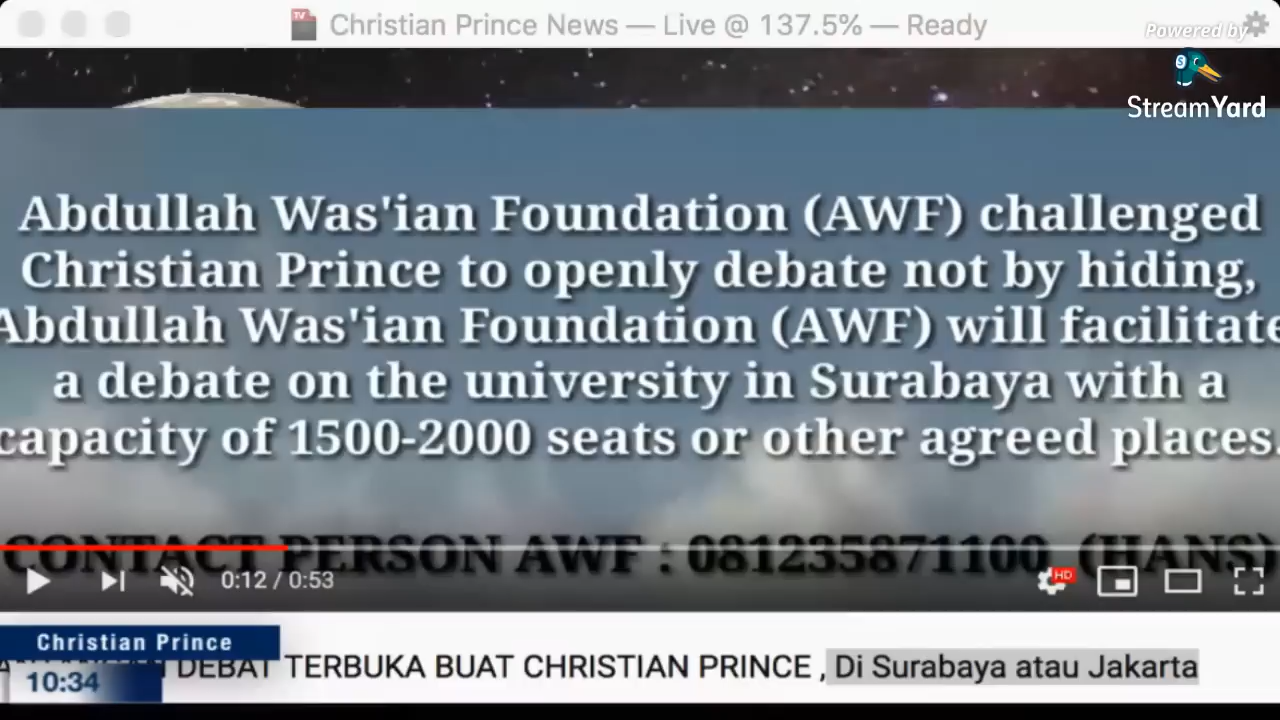 Christian Prince News — Live @ 137.5% — Ready
Powered by
StreamYard
Abdullah Was'ian Foundation (AWF) challenged
Christian Prince to openly debate not by hiding,
Abdullah Was'ian Foundation (AWF) will facilitate
a debate on the university in Surabaya with a
capacity of 1500-2000 seats or other agreed places.
CONTACT PERSON AWF : 081235871100 (HANS)
0:12 / 0:53
HD
Christian Prince
DEBAT TERBUKA BUAT CHRISTIAN PRINCE , Di Surabaya atau Jakarta
10:34